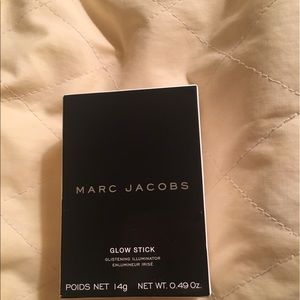 MARC JACOBS
GLOW STICK
GLISTENING ILLUMINATOR
ENLUMINEUR IRISÉ
POIDS NET 14g NET WT. 0.49 Oz.